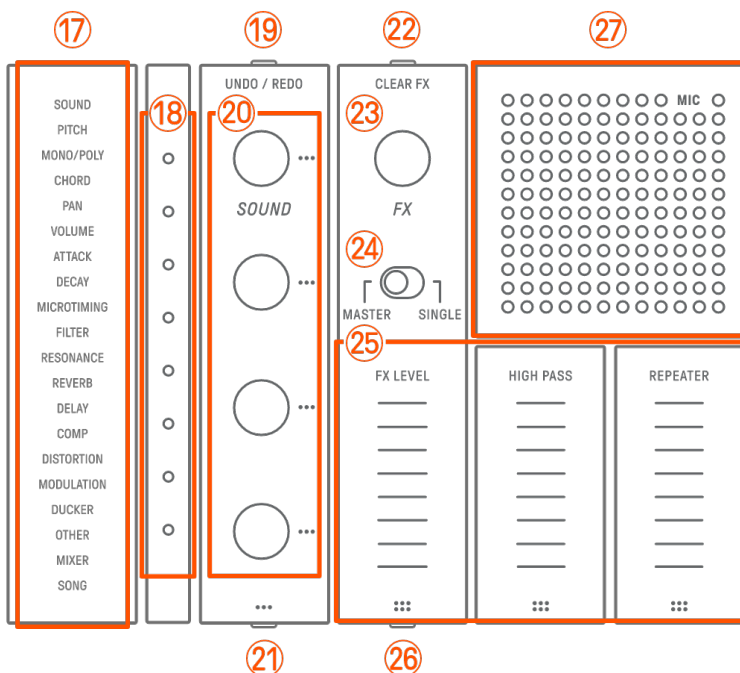 17
19
22
27
UNDO / REDO
CLEAR FX
SOUND
PITCH
MONO/POLY
CHORD
PAN
VOLUME
ATTACK
DECAY
MICROTIMING
FILTER
RESONANCE
REVERB
DELAY
COMP
DISTORTION
MODULATION
DUCKER
OTHER
MIXER
SONG
18
20
SOUND
23
FX
24
MASTER
SINGLE
MIC
25
FX LEVEL
HIGH PASS
REPEATER
21
26